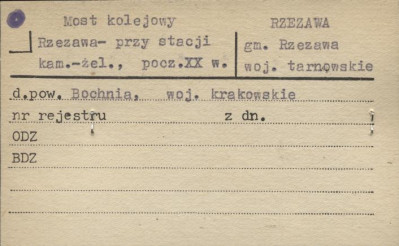 Most kolejowy
Rzezawa- przy stacji
kam.-żel., pocz.XX w.
RZEZAWA
gm. Rzezawa
woj. tarnowskie
d.pow. Bochnia, woj. krakowskie
nr rejestru z dn.
ODZ
BDZ